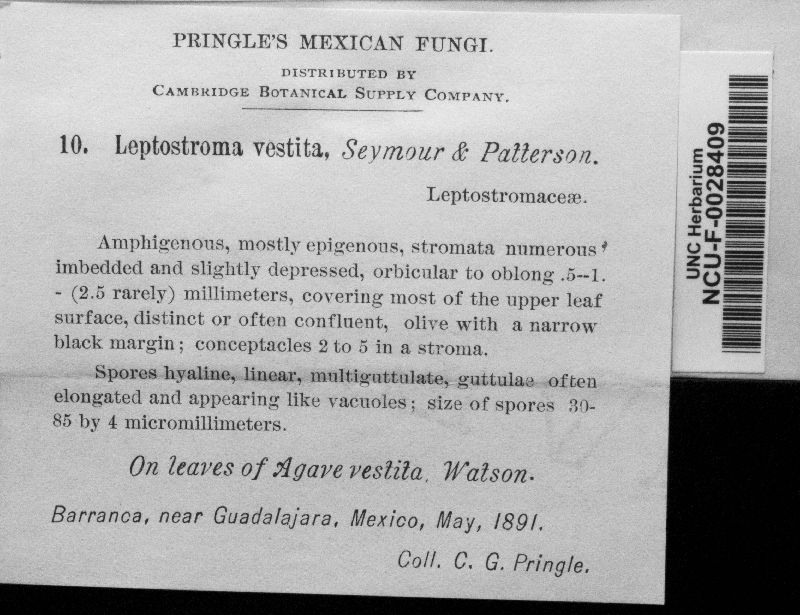 PRINGLE'S MEXICAN FUNGI.
DISTRIBUTED BY
CAMBRIDGE BOTANICAL SUPPLY COMPANY.
10. Leptostroma vestita, Seymour & Patterson.
Leptostromaceæ.
Amphigenous, mostly epigenous, stromata numerous
imbedded and slightly depressed, orbicular to oblong .5--1.
- (2.5 rarely) millimeters, covering most of the upper leaf
surface, distinct or often confluent, olive with a narrow
black margin; conceptacles 2 to 5 in a stroma.
Spores hyaline, linear, multiguttulate, guttulae often
elongated and appearing like vacuoles; size of spores 30-
85 by 4 micromillimeters.
On leaves of Agave vestita, Watson.
Barranca, near Guadalajara, Mexico, May, 1891.
Coll. C. G. Pringle.
UNC Herbarium
NCU-F-0028409